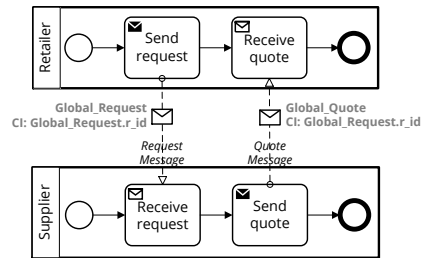 Retailer
Send
request
Receive
quote
Global_Request
CI: Global_Request.r_id
Global_Quote
CI: Global_Request.r_id
Request
Message
Quote
Message
Supplier
Receive
request
Send
quote